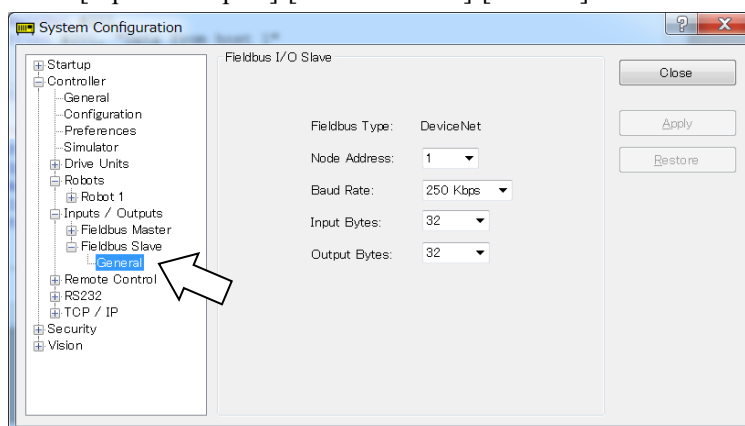 System Configuration
Fieldbus I/O Slave
Startup
Controller
General
Configuration
Preferences
Simulator
Drive Units
Robots
Robot 1
Inputs / Outputs
Fieldbus Master
Fieldbus Slave
General
Remote Control
RS232
TCP / IP
Security
Vision
Fieldbus Type: DeviceNet
Node Address: 1
Baud Rate: 250 Kbps
Input Bytes: 32
Output Bytes: 32
Close
Apply
Restore